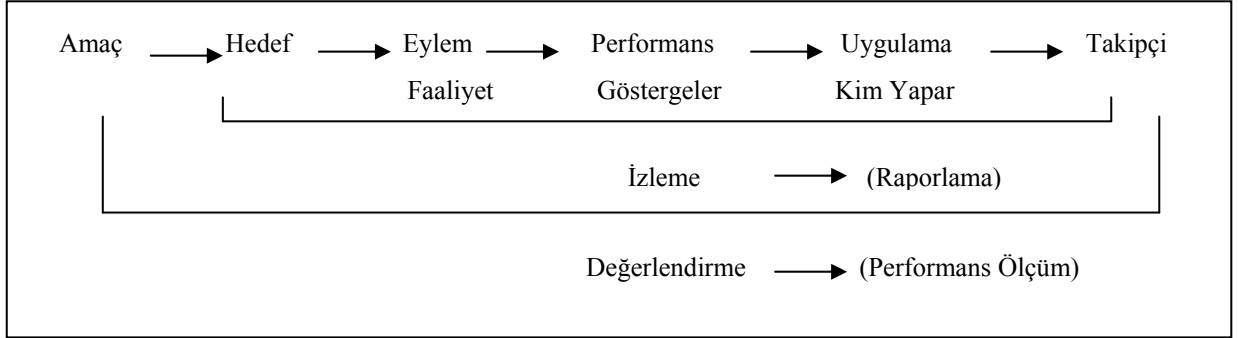 Amaç Hedef Eylem Performans Uygulama Takipçi
Faaliyet Göstergeler Kim Yapar
İzleme (Raporlama)
Değerlendirme (Performans Ölçüm)